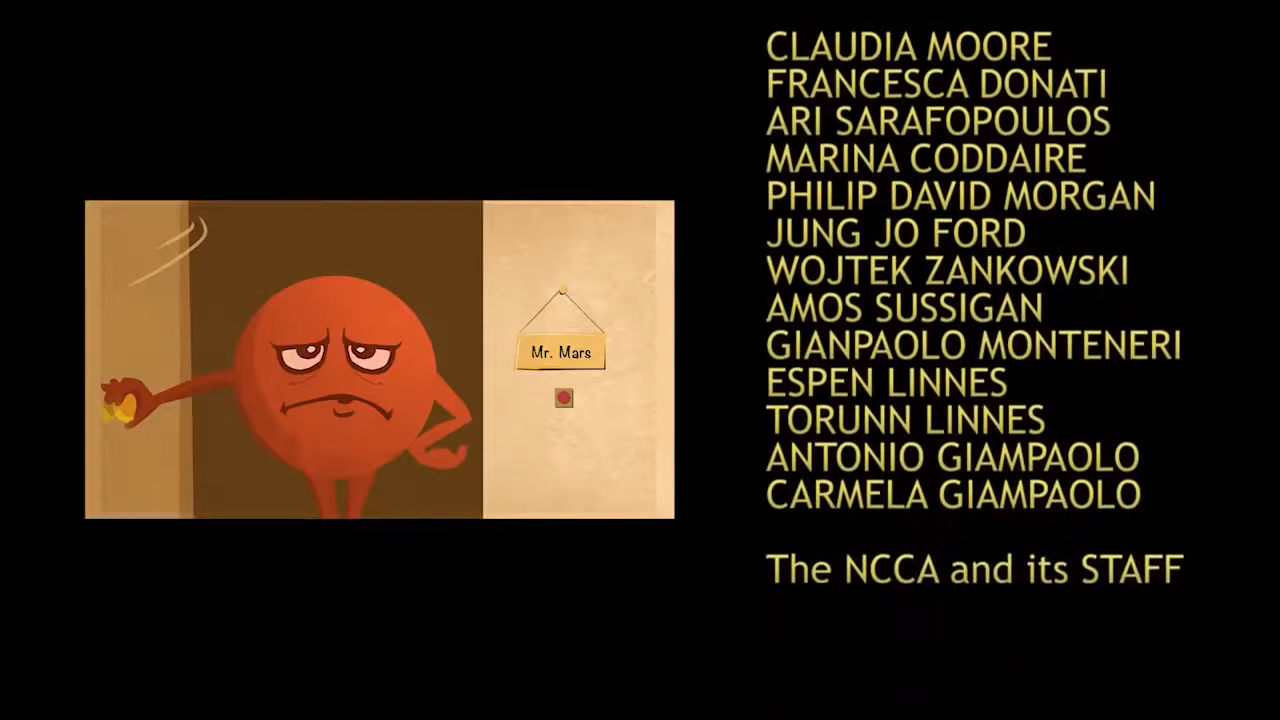 Mr. Mars
CLAUDIA MOORE
FRANCESCA DONATI
ARI SARAFOPOULOS
MARINA CODDAIRE
PHILIP DAVID MORGAN
JUNG JO FORD
WOJTEK ZANKOWSKI
AMOS SUSSIGAN
GIANPAOLO MONTENERI
ESPEN LINNES
TORUNN LINNES
ANTONIO GIAMPAOLO
CARMELA GIAMPAOLO
The NCCA and its STAFF